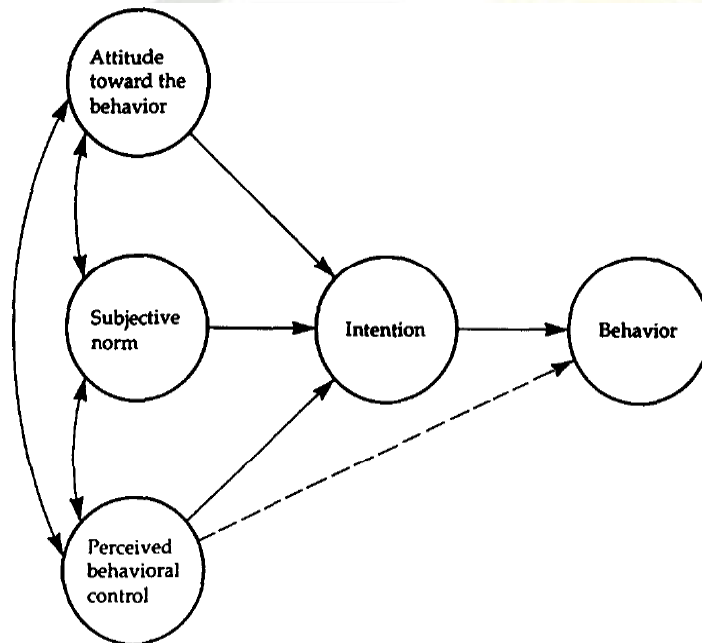 Attitude
toward the
behavior
Subjective
norm
Intention
Behavior
Perceived
behavioral
control